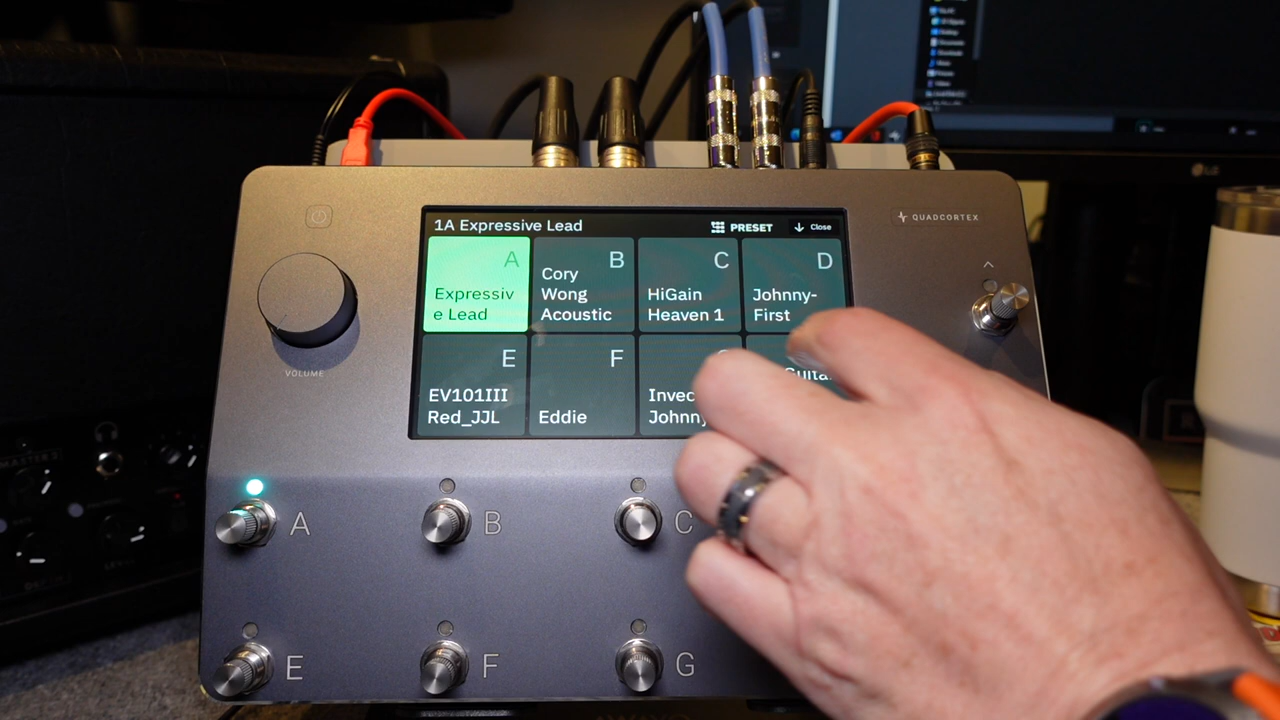 1A Expressive Lead
PRESET
Close
QUADCORTEX
A
Expressiv
e Lead
B
Cory
Wong
Acoustic
C
HiGain
Heaven 1
D
Johnny-
First
E
EV101III
Red_JJL
F
Eddie
VOLUME
LG
A
B
C
E
F
G